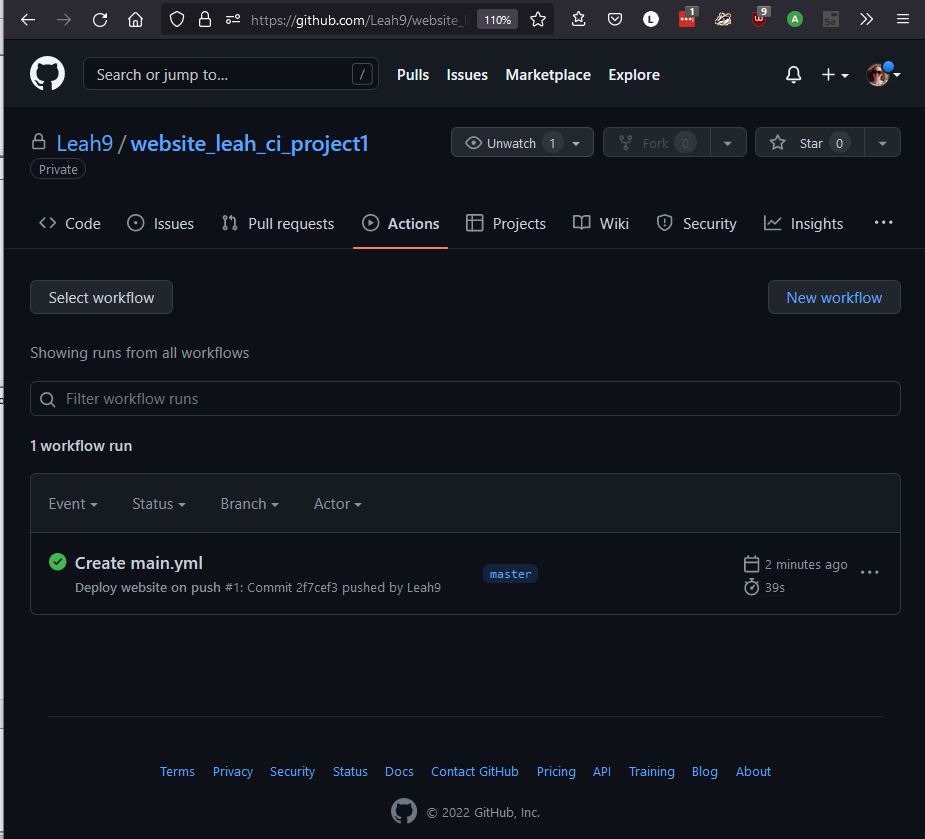 https://github.com/Leah9/website_l 110% L 1 9 A Se
Search or jump to... / Pulls Issues Marketplace Explore
Leah9 / website_leah_ci_project1 Unwatch 1 Fork 0 Star 0
Private
Code Issues Pull requests Actions Projects Wiki Security Insights
Select workflow New workflow
Showing runs from all workflows
Filter workflow runs
1 workflow run
Event Status Branch Actor
Create main.yml
Deploy website on push #1: Commit 2f7cef3 pushed by Leah9
master
2 minutes ago
39s
Terms Privacy Security Status Docs Contact GitHub Pricing API Training Blog About
© 2022 GitHub, Inc.